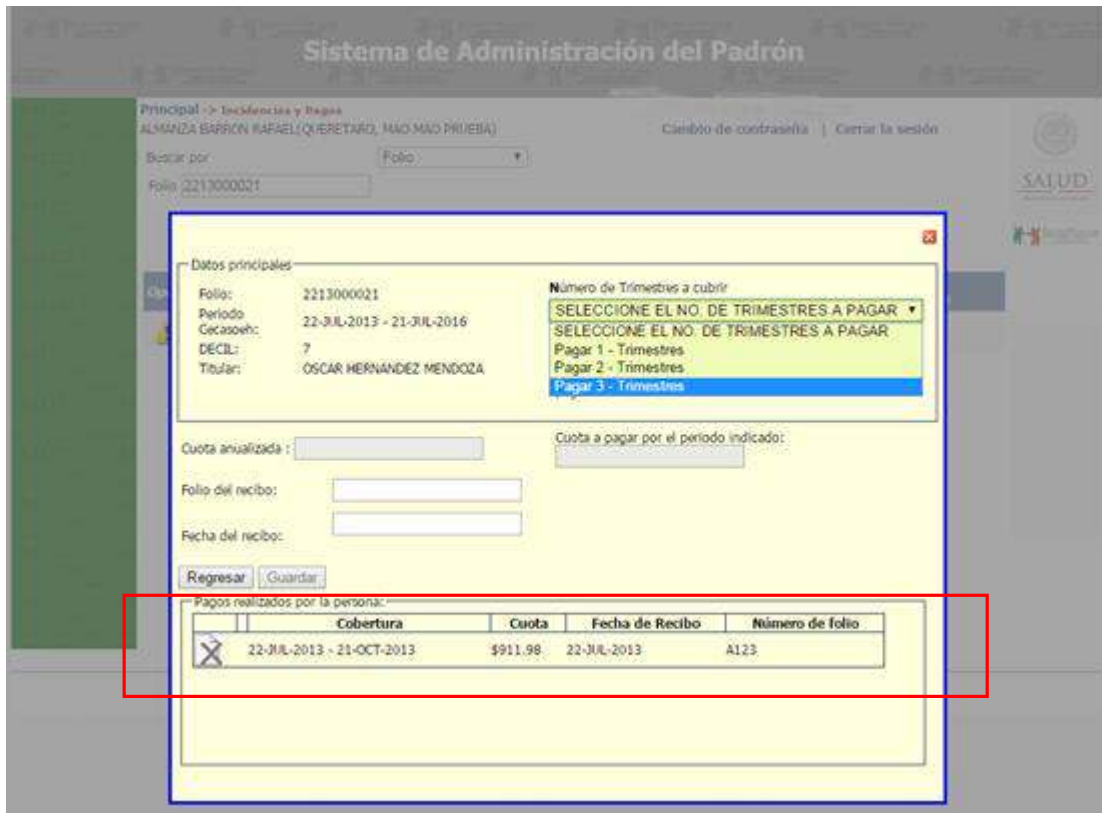 Sistema de Administración del Padrón
Principal -> Incidencias y Pagos
ALMANZA BARRON RAFAEL(QUERETARO, MAO MAO PRUEBA)
Cambio de contraseña | Cerrar la sesión
Buscar por Folio
Folio 2213000021
SALUD
Datos principales
Folio: 2213000021
Periodo Gecasoeh: 22-JUL-2013 - 21-JUL-2016
DECIL: 7
Titular: OSCAR HERNANDEZ MENDOZA
Número de Trimestres a cubrir
SELECCIONE EL NO. DE TRIMESTRES A PAGAR
SELECCIONE EL NO. DE TRIMESTRES A PAGAR
Pagar 1 - Trimestres
Pagar 2 - Trimestres
Pagar 3 - Trimestres
Cuota anualizada :
Cuota a pagar por el periodo indicado:
Folio del recibo:
Fecha del recibo:
Regresar Guardar
Pagos realizados por la persona:
Cobertura Cuota Fecha de Recibo Número de folio
22-JUL-2013 - 21-OCT-2013 $911.98 22-JUL-2013 A123